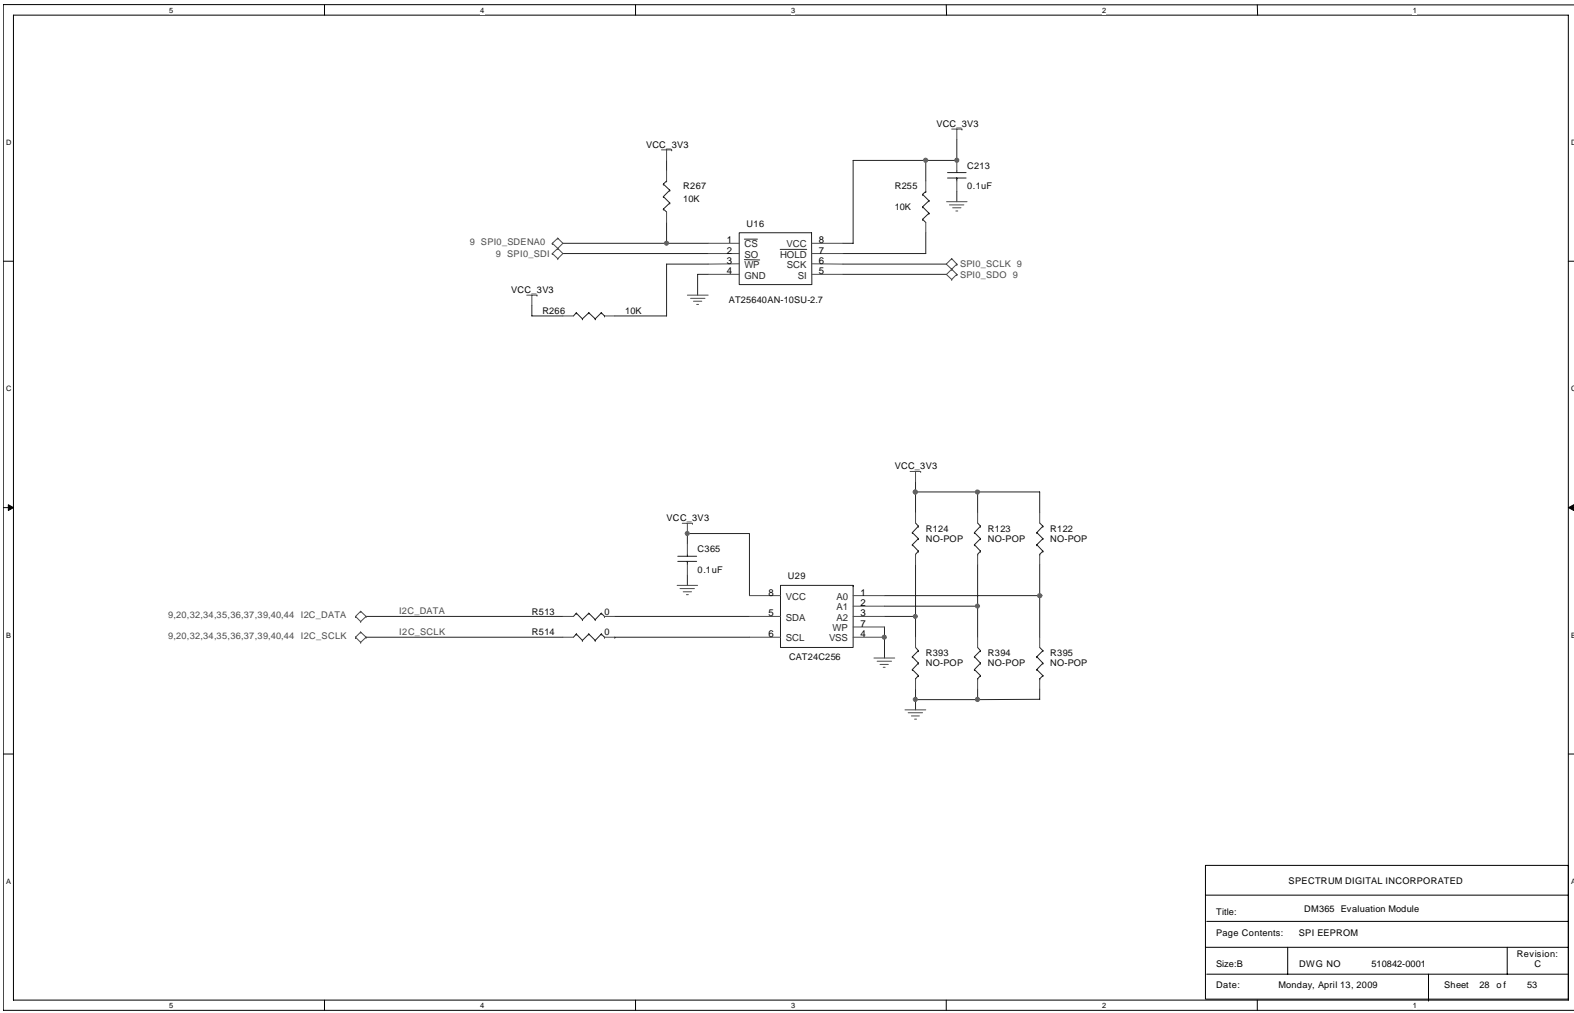 5 4 3 2 1
D D
C C
B B
A A
VCC_3V3
R267
10K
VCC_3V3
C213
0.1uF
R255
10K
U16
9 SPI0_SDENA0
9 SPI0_SDI
1 CS VCC 8
2 SO HOLD 7
3 WP SCK 6
4 GND SI 5
SPI0_SCLK 9
SPI0_SDO 9
AT25640AN-10SU-2.7
VCC_3V3
R266 10K
VCC_3V3
R124
NO-POP
R123
NO-POP
R122
NO-POP
VCC_3V3
C365
0.1uF
U29
8 VCC A0 1
A1 2
5 SDA A2 3
WP 7
6 SCL VSS 4
CAT24C256
9,20,32,34,35,36,37,39,40,44 I2C_DATA I2C_DATA R513 0
9,20,32,34,35,36,37,39,40,44 I2C_SCLK I2C_SCLK R514 0
R393
NO-POP
R394
NO-POP
R395
NO-POP
SPECTRUM DIGITAL INCORPORATED
Title: DM365 Evaluation Module
Page Contents: SPI EEPROM
Size:B DWG NO 510842-0001 Revision: C
Date: Monday, April 13, 2009 Sheet 28 of 53
5 4 3 2 1